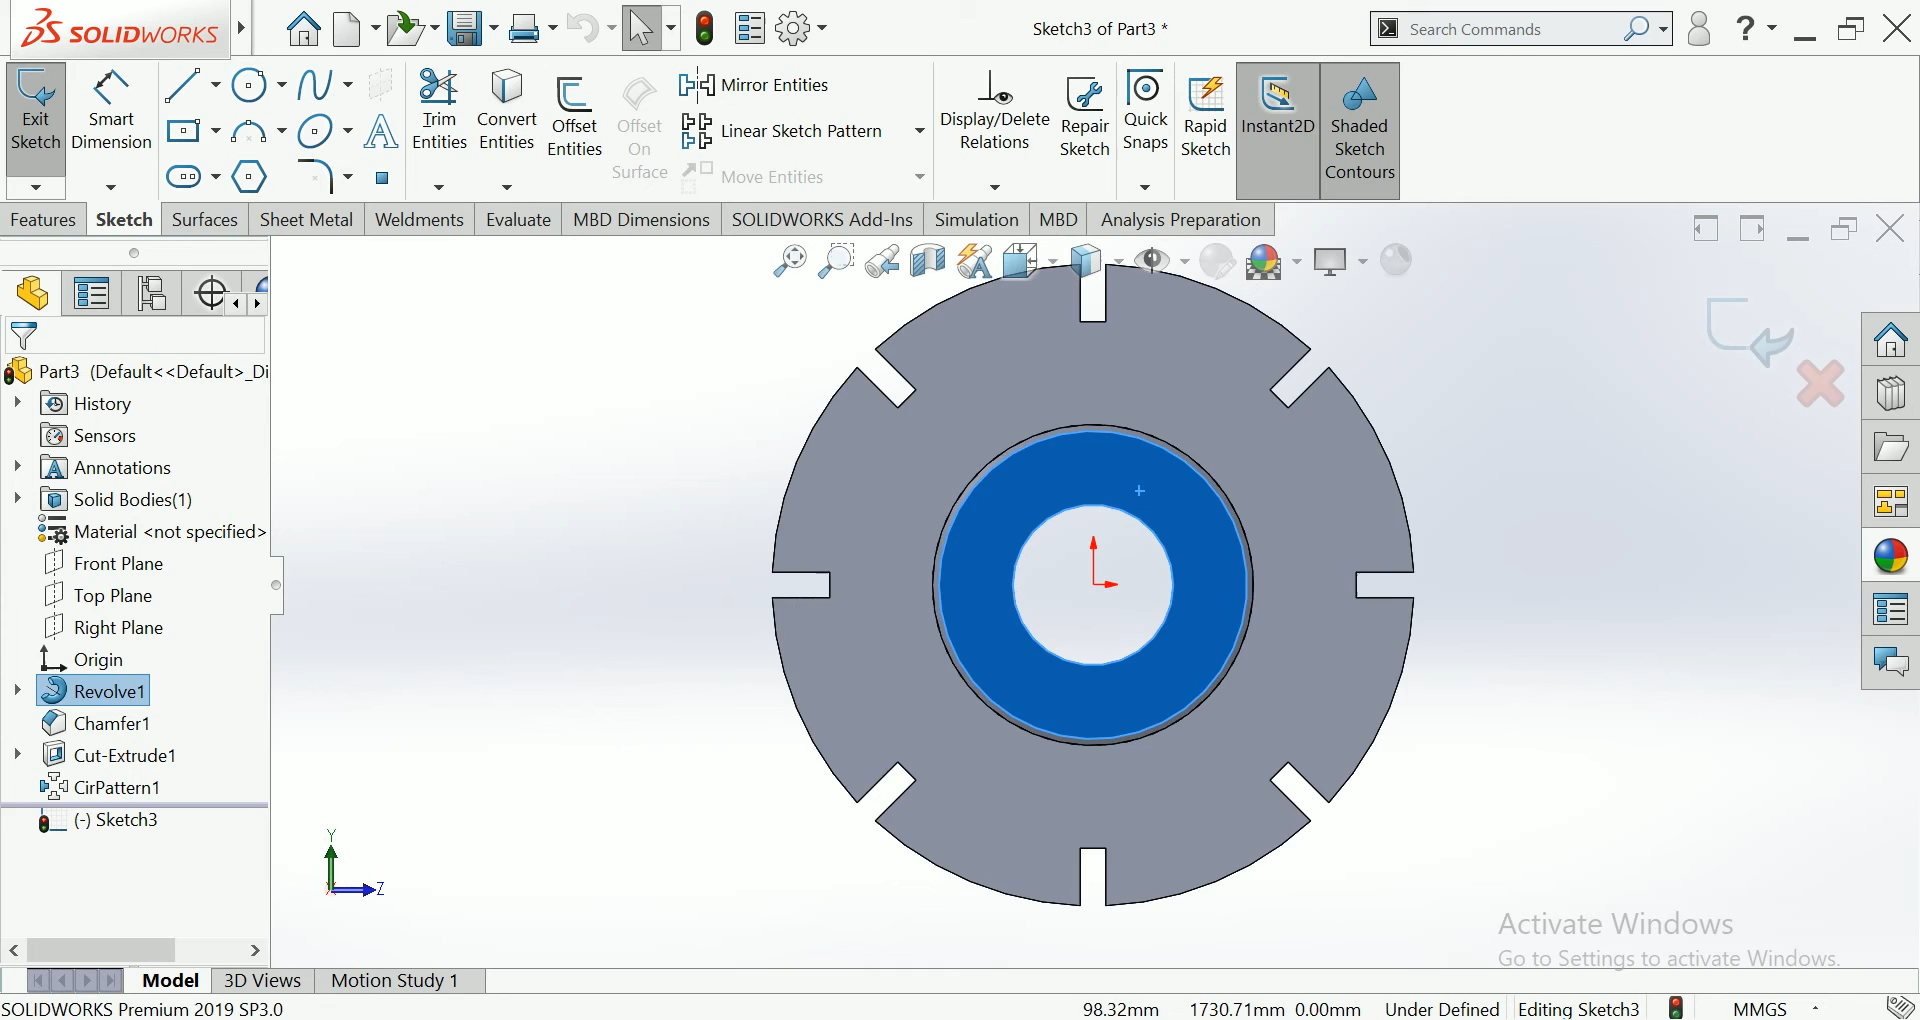 SOLIDWORKS
Sketch3 of Part3 *
Search Commands
Exit Sketch
Smart Dimension
Trim Entities
Convert Entities
Offset Entities
Offset On Surface
Mirror Entities
Linear Sketch Pattern
Move Entities
Display/Delete Relations
Repair Sketch
Quick Snaps
Rapid Sketch
Instant2D
Shaded Sketch Contours
Features
Sketch
Surfaces
Sheet Metal
Weldments
Evaluate
MBD Dimensions
SOLIDWORKS Add-Ins
Simulation
MBD
Analysis Preparation
Part3 (Default<<Default>_Di
History
Sensors
Annotations
Solid Bodies(1)
Material <not specified>
Front Plane
Top Plane
Right Plane
Origin
Revolve1
Chamfer1
Cut-Extrude1
CirPattern1
(-) Sketch3
Y
Z
Activate Windows
Go to Settings to activate Windows.
Model
3D Views
Motion Study 1
SOLIDWORKS Premium 2019 SP3.0
98.32mm
1730.71mm
0.00mm
Under Defined
Editing Sketch3
MMGS